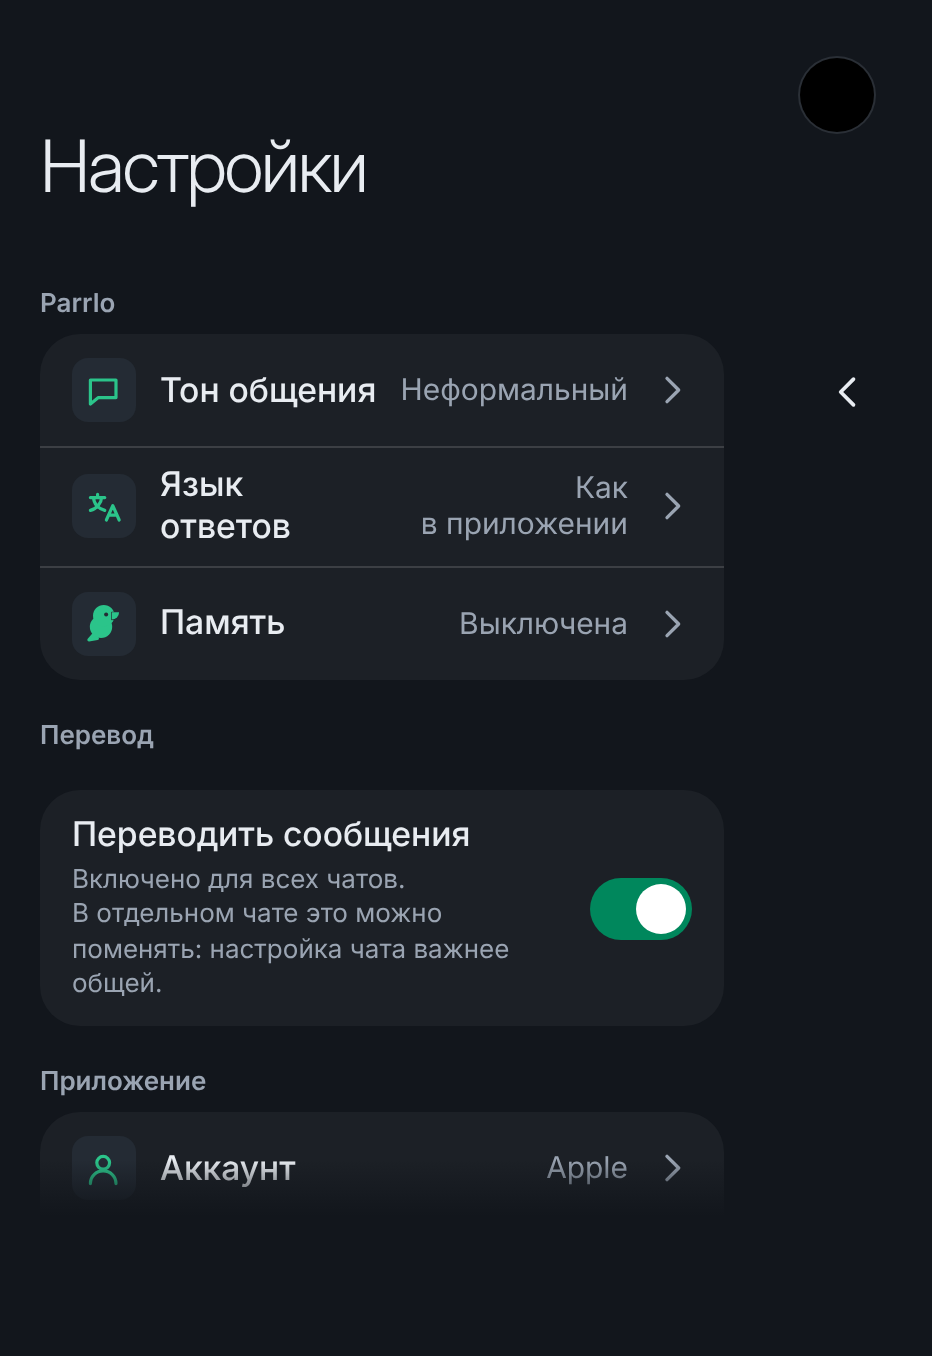 Настройки
Parrlo
Тон общения Неформальный
Язык
ответов
Как
в приложении
Память Выключена
Перевод
Переводить сообщения
Включено для всех чатов.
В отдельном чате это можно
поменять: настройка чата важнее
общей.
Приложение
Аккаунт Apple